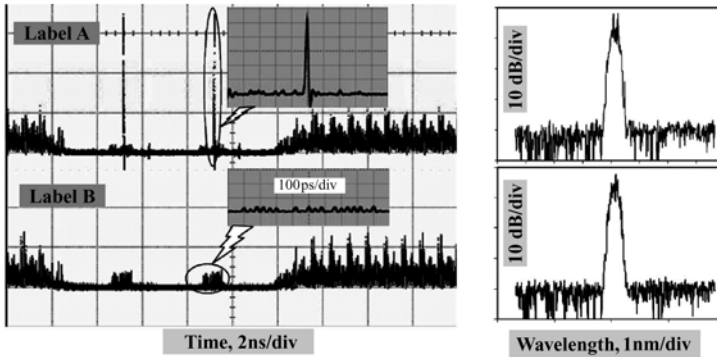 Label A
10 dB/div
Label B
100ps/div
10 dB/div
Time, 2ns/div
Wavelength, 1nm/div